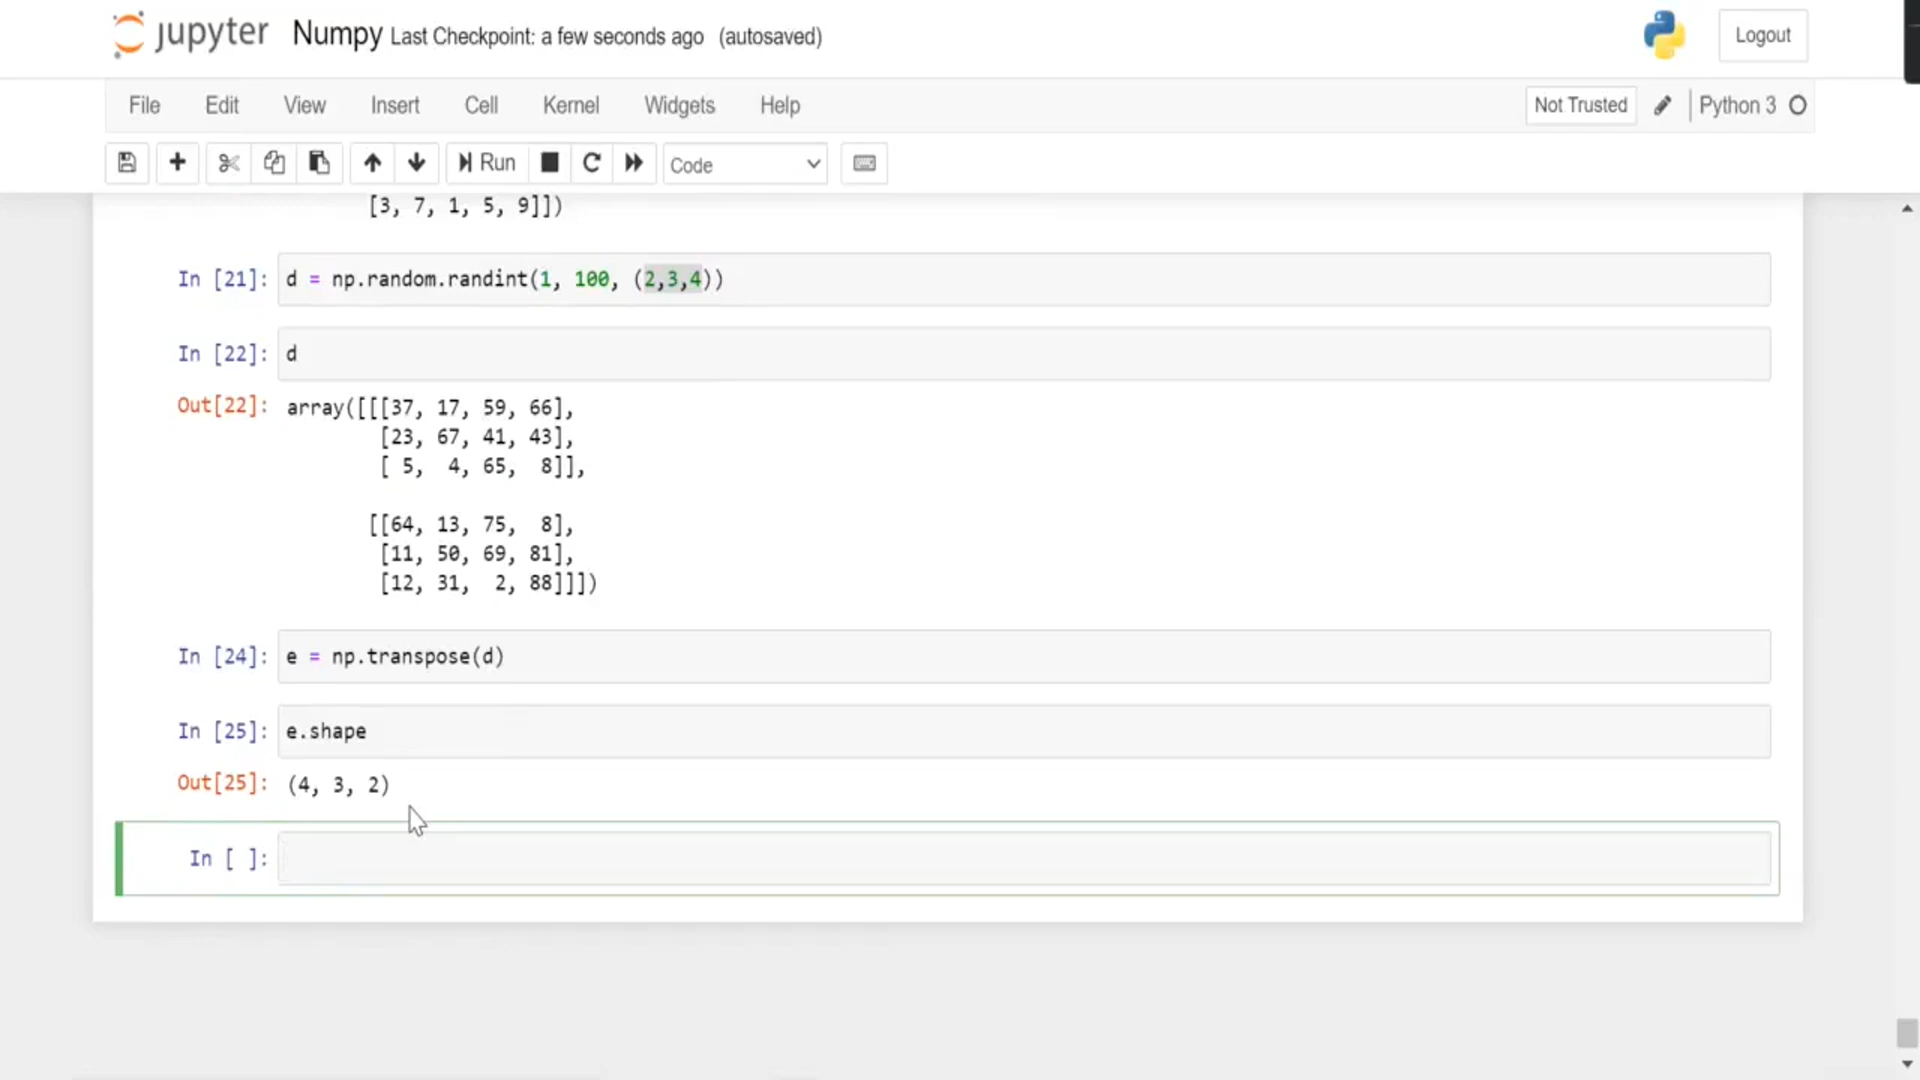 jupyter Numpy Last Checkpoint: a few seconds ago (autosaved) Logout
File Edit View Insert Cell Kernel Widgets Help Not Trusted Python 3
Run Code
[3, 7, 1, 5, 9]])
In [21]: d = np.random.randint(1, 100, (2,3,4))
In [22]: d
Out[22]: array([[[37, 17, 59, 66],
[23, 67, 41, 43],
[ 5,  4, 65,  8]],
[[64, 13, 75,  8],
[11, 50, 69, 81],
[12, 31,  2, 88]]])
In [24]: e = np.transpose(d)
In [25]: e.shape
Out[25]: (4, 3, 2)
In [ ]: